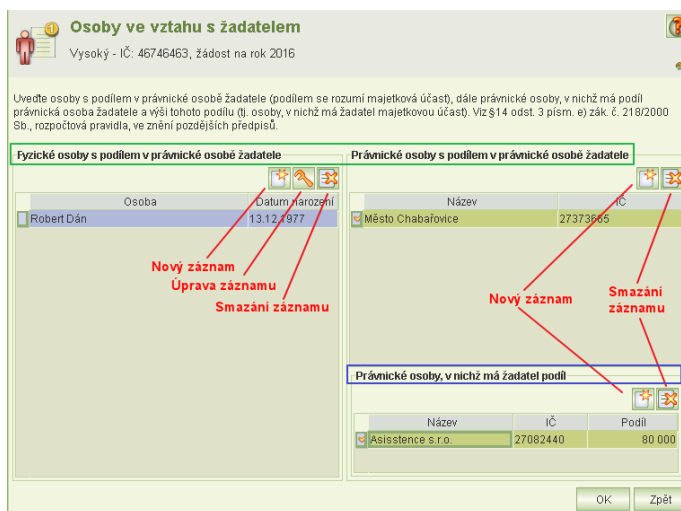 Osoby ve vztahu s žadatelem
Vysoký - IČ: 46746463, žádost na rok 2016
Uveďte osoby s podílem v právnické osobě žadatele (podílem se rozumí majetková účast), dále právnické osoby, v nichž má podíl
právnická osoba žadatele a výši tohoto podílu (tj. osoby, v nichž má žadatel majetkovou účast). Viz §14 odst. 3 písm. e) zák. č. 218/2000
Sb., rozpočtová pravidla, ve znění pozdějších předpisů.
Fyzické osoby s podílem v právnické osobě žadatele
Osoba Datum narození
Robert Dán 13.12.1977
Nový záznam
Úprava záznamu
Smazání záznamu
Právnické osoby s podílem v právnické osobě žadatele
Název IČ
Město Chabařovice 27373665
Nový záznam
Smazání
záznamu
Právnické osoby, v nichž má žadatel podíl
Název IČ Podíl
Asisstence s.r.o. 27082440 80 000
OK Zpět